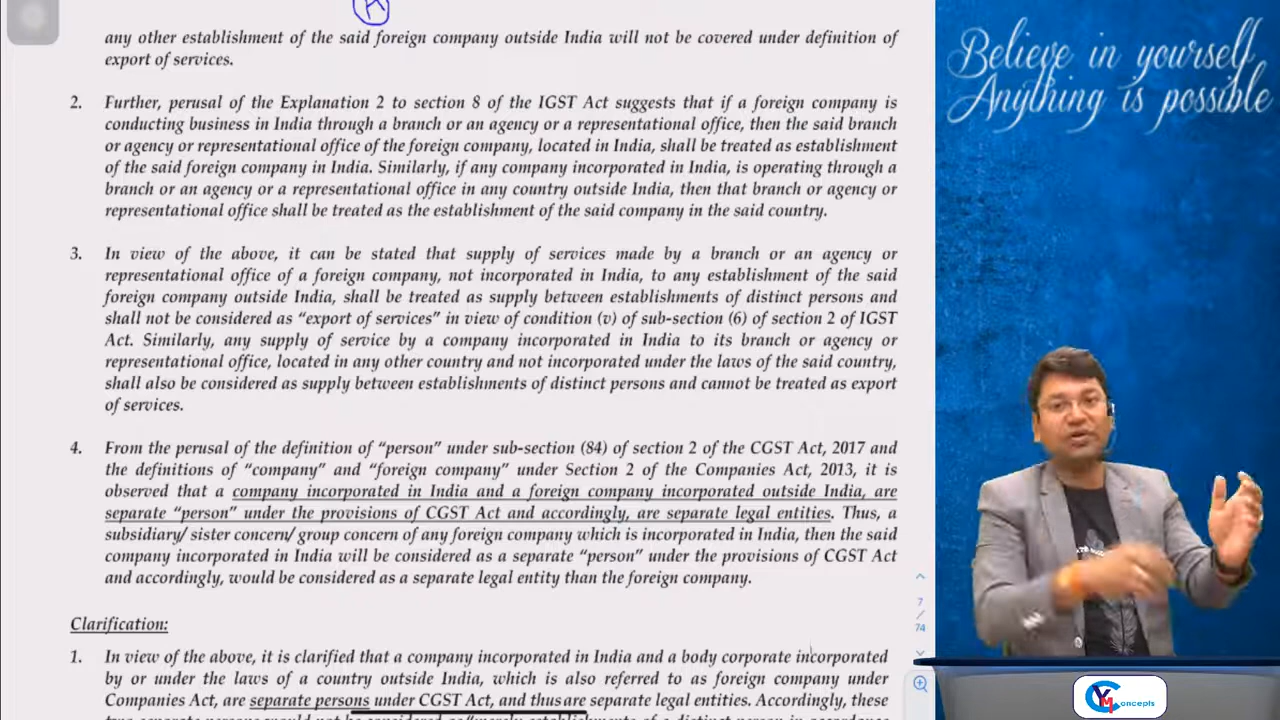 any other establishment of the said foreign company outside India will not be covered under definition of
export of services.
2. Further, perusal of the Explanation 2 to section 8 of the IGST Act suggests that if a foreign company is
conducting business in India through a branch or an agency or a representational office, then the said branch
or agency or representational office of the foreign company, located in India, shall be treated as establishment
of the said foreign company in India. Similarly, if any company incorporated in India, is operating through a
branch or an agency or a representational office in any country outside India, then that branch or agency or
representational office shall be treated as the establishment of the said company in the said country.
3. In view of the above, it can be stated that supply of services made by a branch or an agency or
representational office of a foreign company, not incorporated in India, to any establishment of the said
foreign company outside India, shall be treated as supply between establishments of distinct persons and
shall not be considered as “export of services” in view of condition (v) of sub-section (6) of section 2 of IGST
Act. Similarly, any supply of service by a company incorporated in India to its branch or agency or
representational office, located in any other country and not incorporated under the laws of the said country,
shall also be considered as supply between establishments of distinct persons and cannot be treated as export
of services.
4. From the perusal of the definition of “person” under sub-section (84) of section 2 of the CGST Act, 2017 and
the definitions of “company” and “foreign company” under Section 2 of the Companies Act, 2013, it is
observed that a company incorporated in India and a foreign company incorporated outside India, are
separate “person” under the provisions of CGST Act and accordingly, are separate legal entities. Thus, a
subsidiary/ sister concern/ group concern of any foreign company which is incorporated in India, then the said
company incorporated in India will be considered as a separate “person” under the provisions of CGST Act
and accordingly, would be considered as a separate legal entity than the foreign company.
Clarification:
1. In view of the above, it is clarified that a company incorporated in India and a body corporate incorporated
by or under the laws of a country outside India, which is also referred to as foreign company under
Companies Act, are separate persons under CGST Act, and thus are separate legal entities. Accordingly, these
7
/
74
Believe in yourself
Anything is possible
oncepts